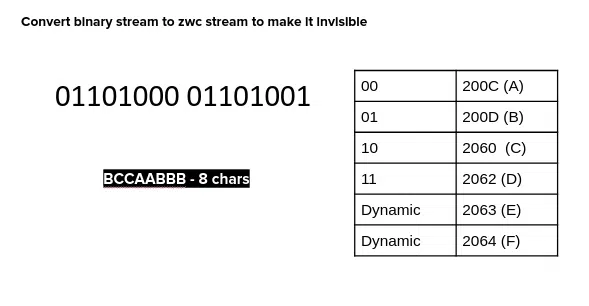 Convert binary stream to zwc stream to make it invisible
01101000 01101001
BCCAABBB - 8 chars
00 200C (A)
01 200D (B)
10 2060 (C)
11 2062 (D)
Dynamic 2063 (E)
Dynamic 2064 (F)